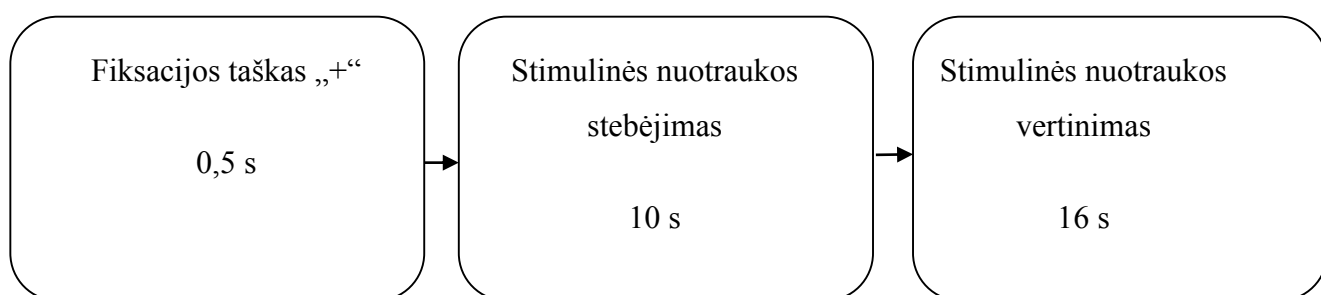 Fiksacijos taškas „+“
0,5 s
Stimulinės nuotraukos
stebėjimas
10 s
Stimulinės nuotraukos
vertinimas
16 s